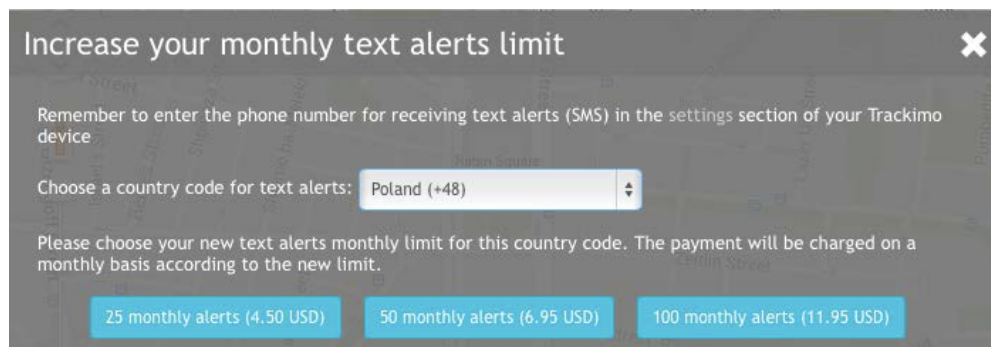 Increase your monthly text alerts limit
Remember to enter the phone number for receiving text alerts (SMS) in the settings section of your Trackimo
device
Choose a country code for text alerts: Poland (+48)
Please choose your new text alerts monthly limit for this country code. The payment will be charged on a
monthly basis according to the new limit.
25 monthly alerts (4.50 USD) 50 monthly alerts (6.95 USD) 100 monthly alerts (11.95 USD)